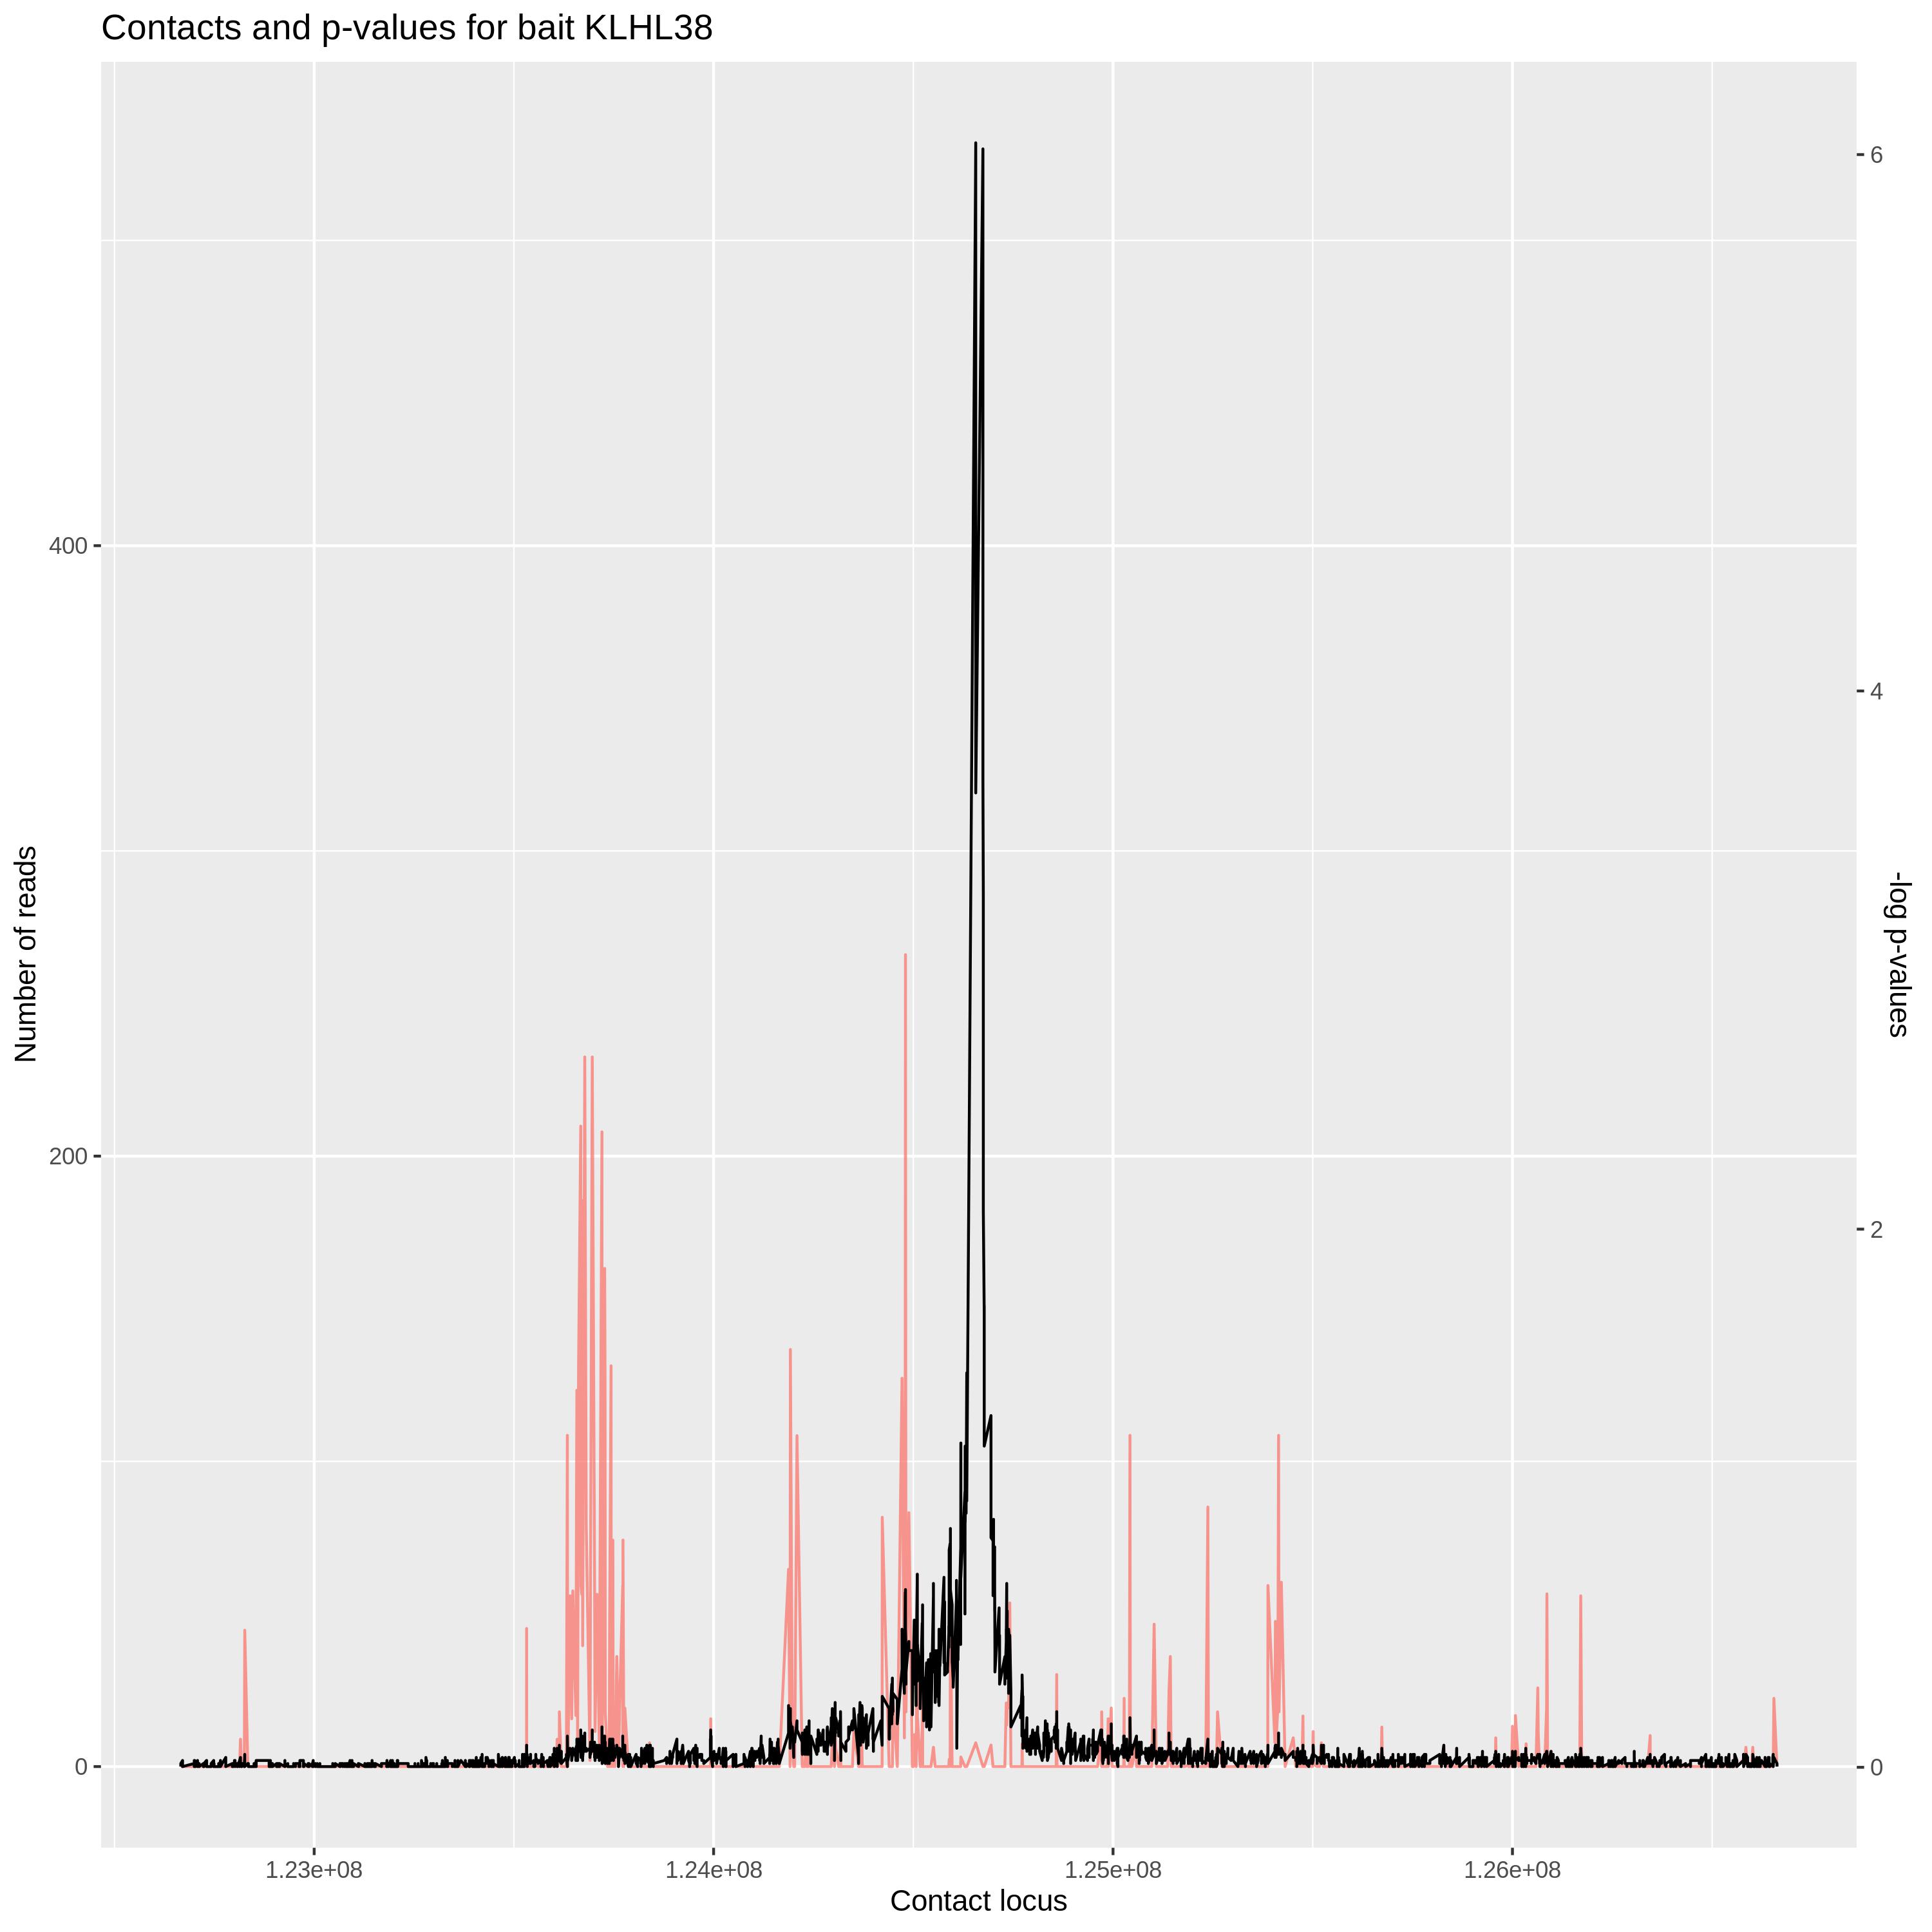 Contacts and p-values for bait KLHL38
Number of reads
400
200
0
6
4
2
0
-log p-values
1.23e+08 1.24e+08 1.25e+08 1.26e+08
Contact locus